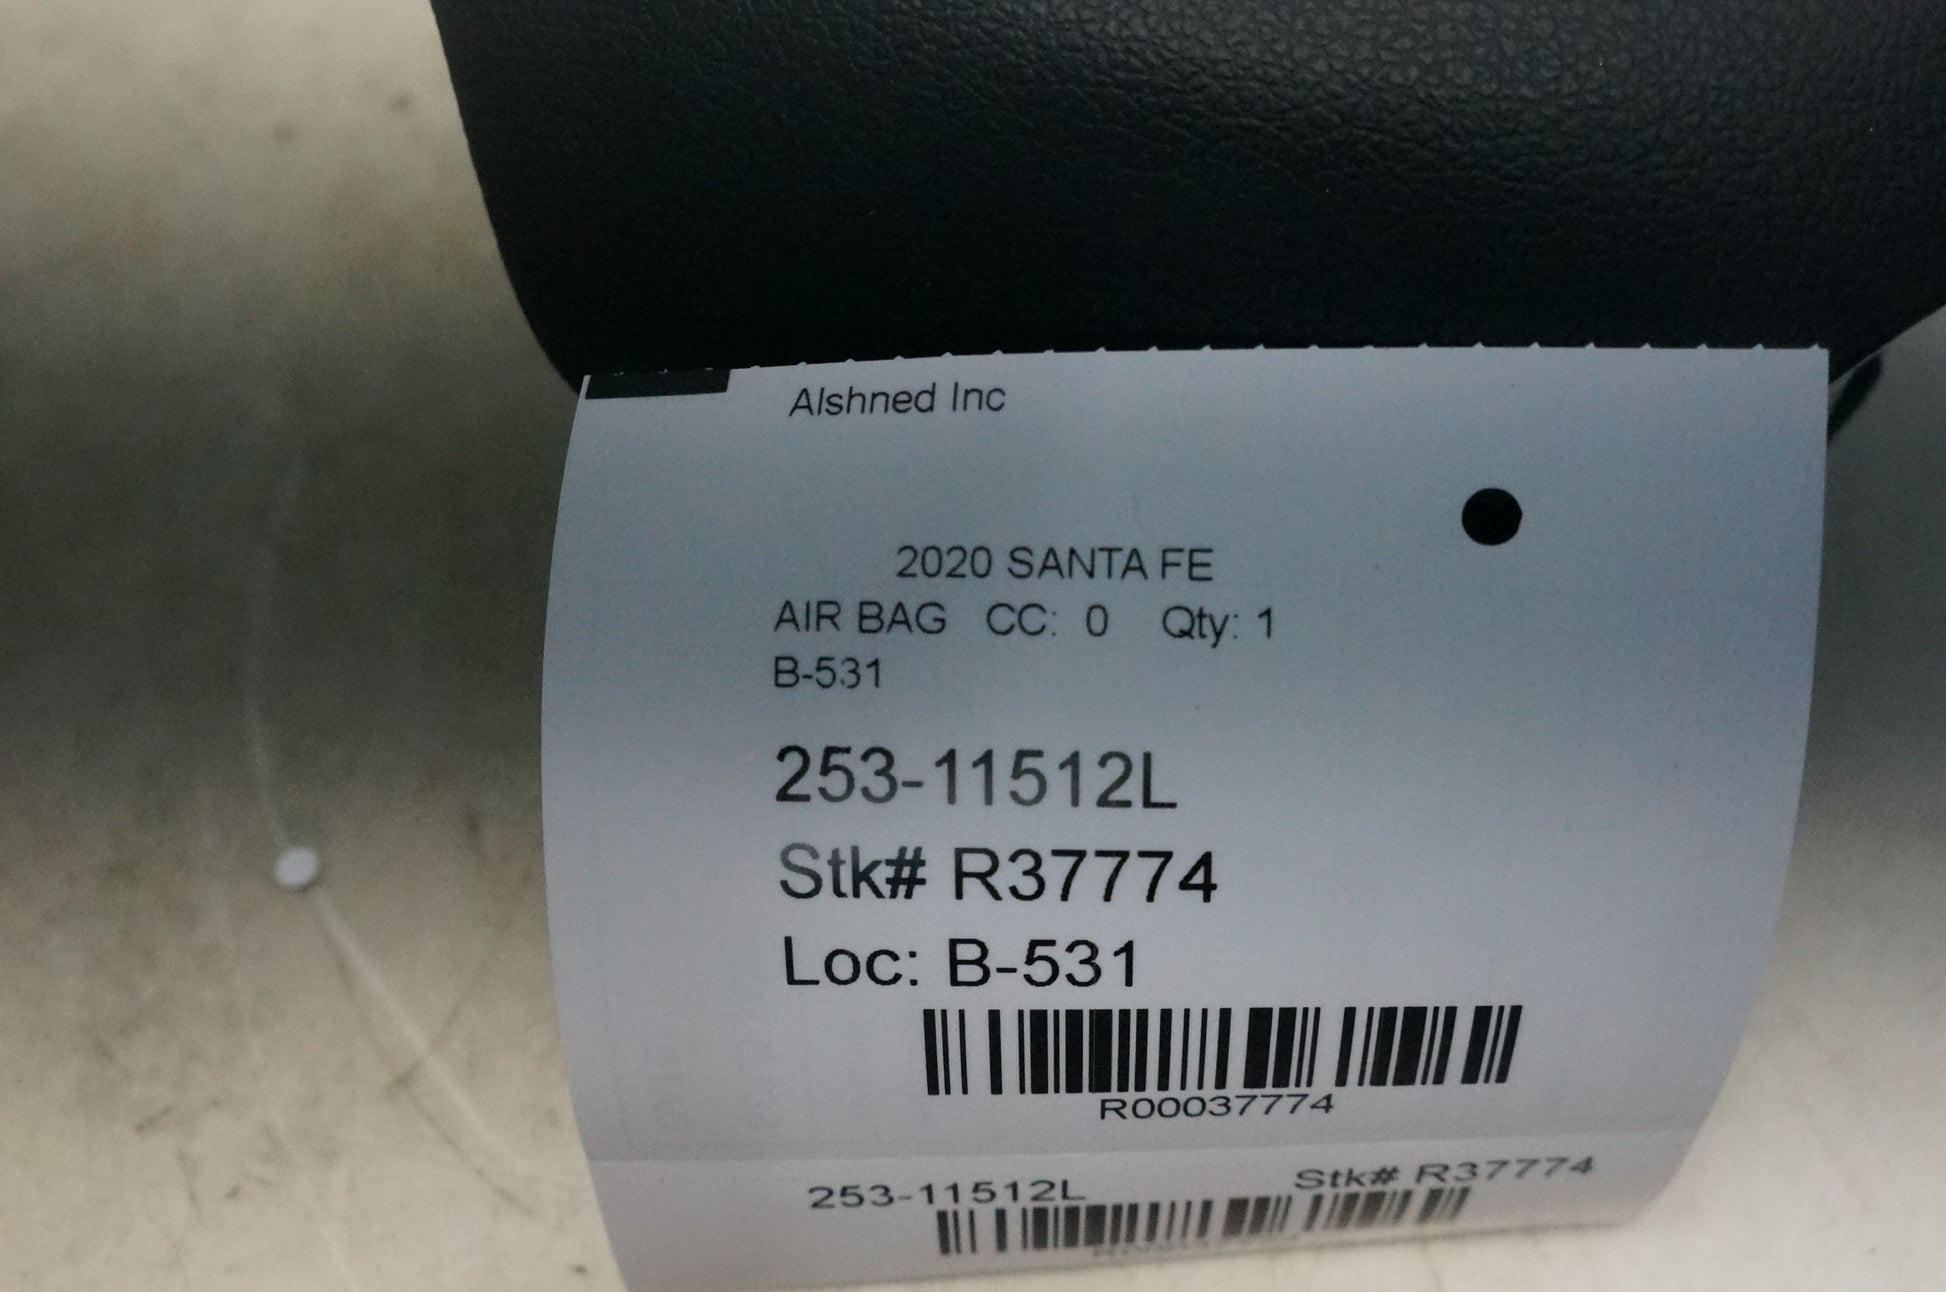 Alshned Inc
2020 SANTA FE
AIR BAG CC: 0 Qty: 1
B-531
253-11512L
Stk# R37774
Loc: B-531
R00037774
253-11512L Stk# R37774